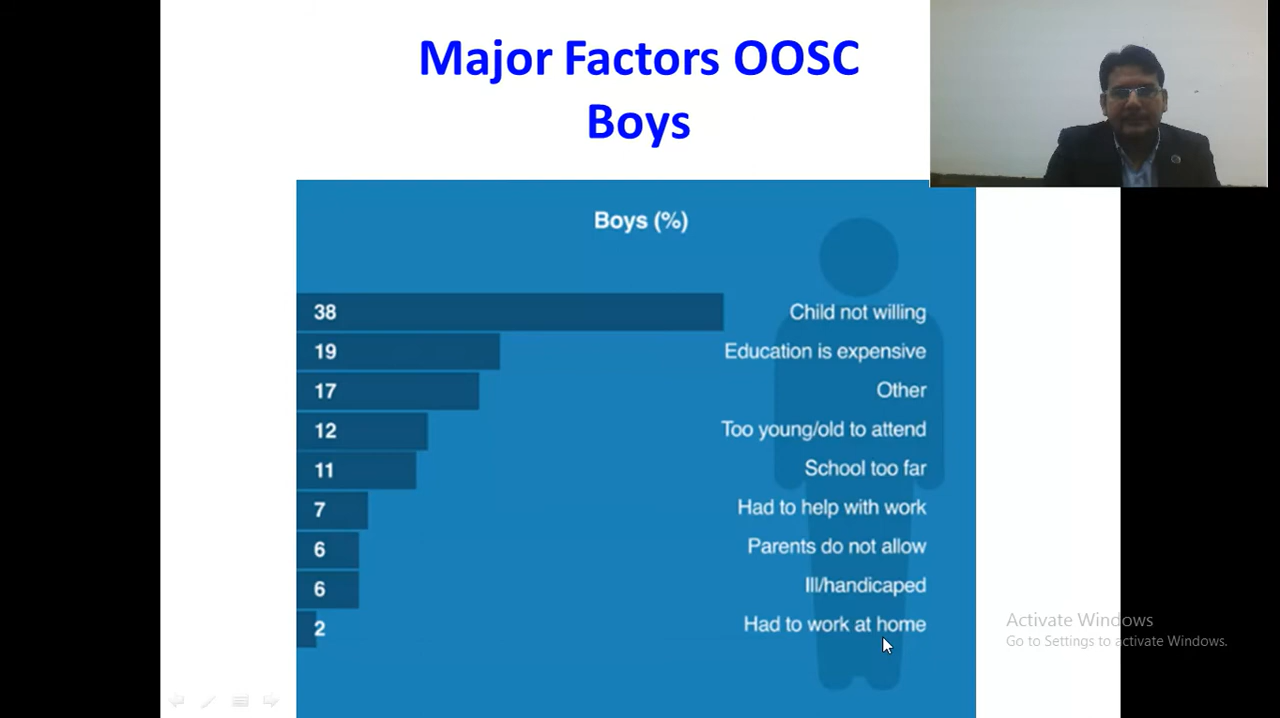 Major Factors OOSC
Boys
Boys (%)
38 Child not willing
19 Education is expensive
17 Other
12 Too young/old to attend
11 School too far
7 Had to help with work
6 Parents do not allow
6 Ill/handicaped
2 Had to work at home
Activate Windows
Go to Settings to activate Windows.